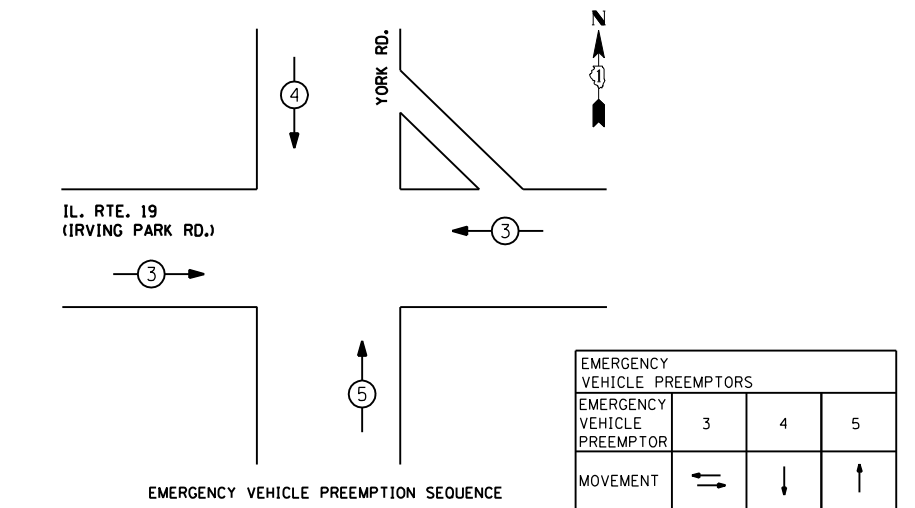 N
1
YORK RD.
4
IL. RTE. 19
(IRVING PARK RD.)
3
3
5
EMERGENCY VEHICLE PREEMPTION SEQUENCE
EMERGENCY
VEHICLE PREEMPTORS
EMERGENCY
VEHICLE
PREEMPTOR
3
4
5
MOVEMENT